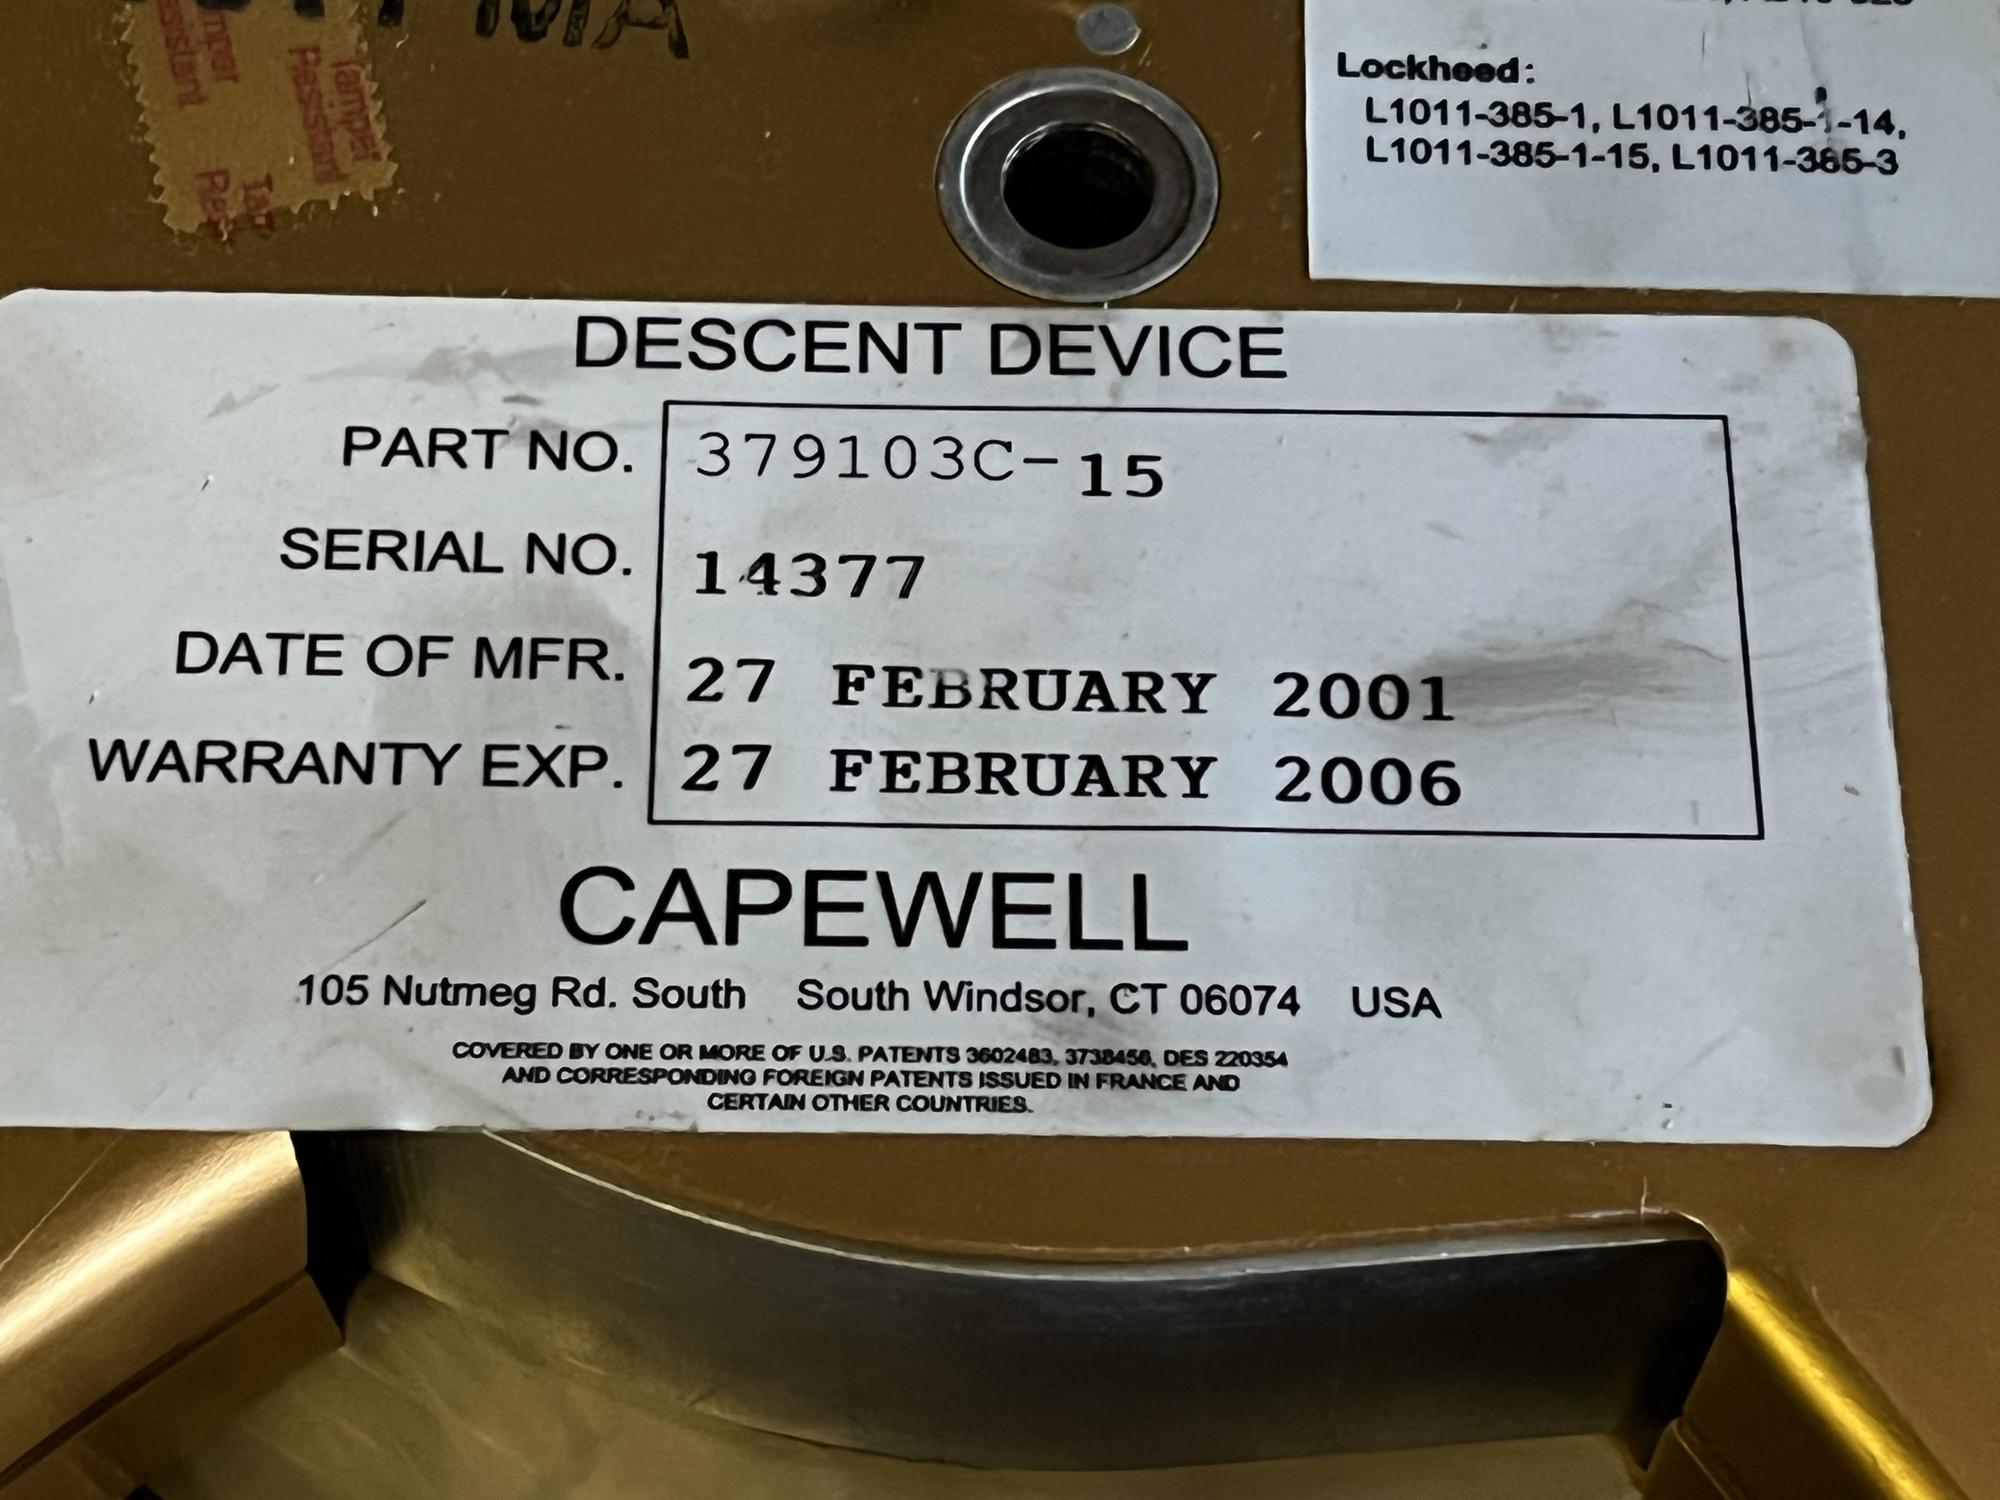 MA
Tamper
Resistant
Lockheed:
L1011-385-1, L1011-385-1-14,
L1011-385-1-15, L1011-385-3
DESCENT DEVICE
PART NO. 379103C-15
SERIAL NO. 14377
DATE OF MFR. 27 FEBRUARY 2001
WARRANTY EXP. 27 FEBRUARY 2006
CAPEWELL
105 Nutmeg Rd. South South Windsor, CT 06074 USA
COVERED BY ONE OR MORE OF U.S. PATENTS 3602483, 3738456, DES 220354
AND CORRESPONDING FOREIGN PATENTS ISSUED IN FRANCE AND
CERTAIN OTHER COUNTRIES.